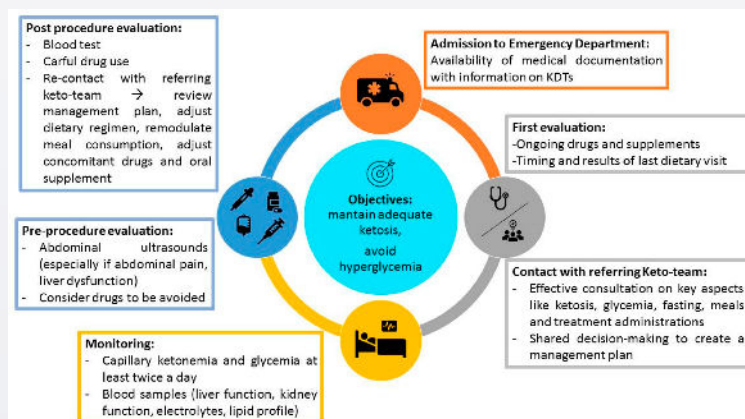 Post procedure evaluation:
- Blood test
- Carful drug use
- Re-contact with referring
keto-team → review
management plan, adjust
dietary regimen, remodulate
meal consumption, adjust
concomitant drugs and oral
supplement
Admission to Emergency Department:
Availability of medical documentation
with information on KDTs
First evaluation:
-Ongoing drugs and supplements
-Timing and results of last dietary visit
Objectives:
mantain adequate
ketosis,
avoid
hyperglycemia
Pre-procedure evaluation:
- Abdominal ultrasounds
(especially if abdominal pain,
liver dysfunction)
- Consider drugs to be avoided
Contact with referring Keto-team:
- Effective consultation on key aspects
like ketosis, glycemia, fasting, meals
and treatment administrations
- Shared decision-making to create a
management plan
Monitoring:
- Capillary ketonemia and glycemia at
least twice a day
- Blood samples (liver function, kidney
function, electrolytes, lipid profile)